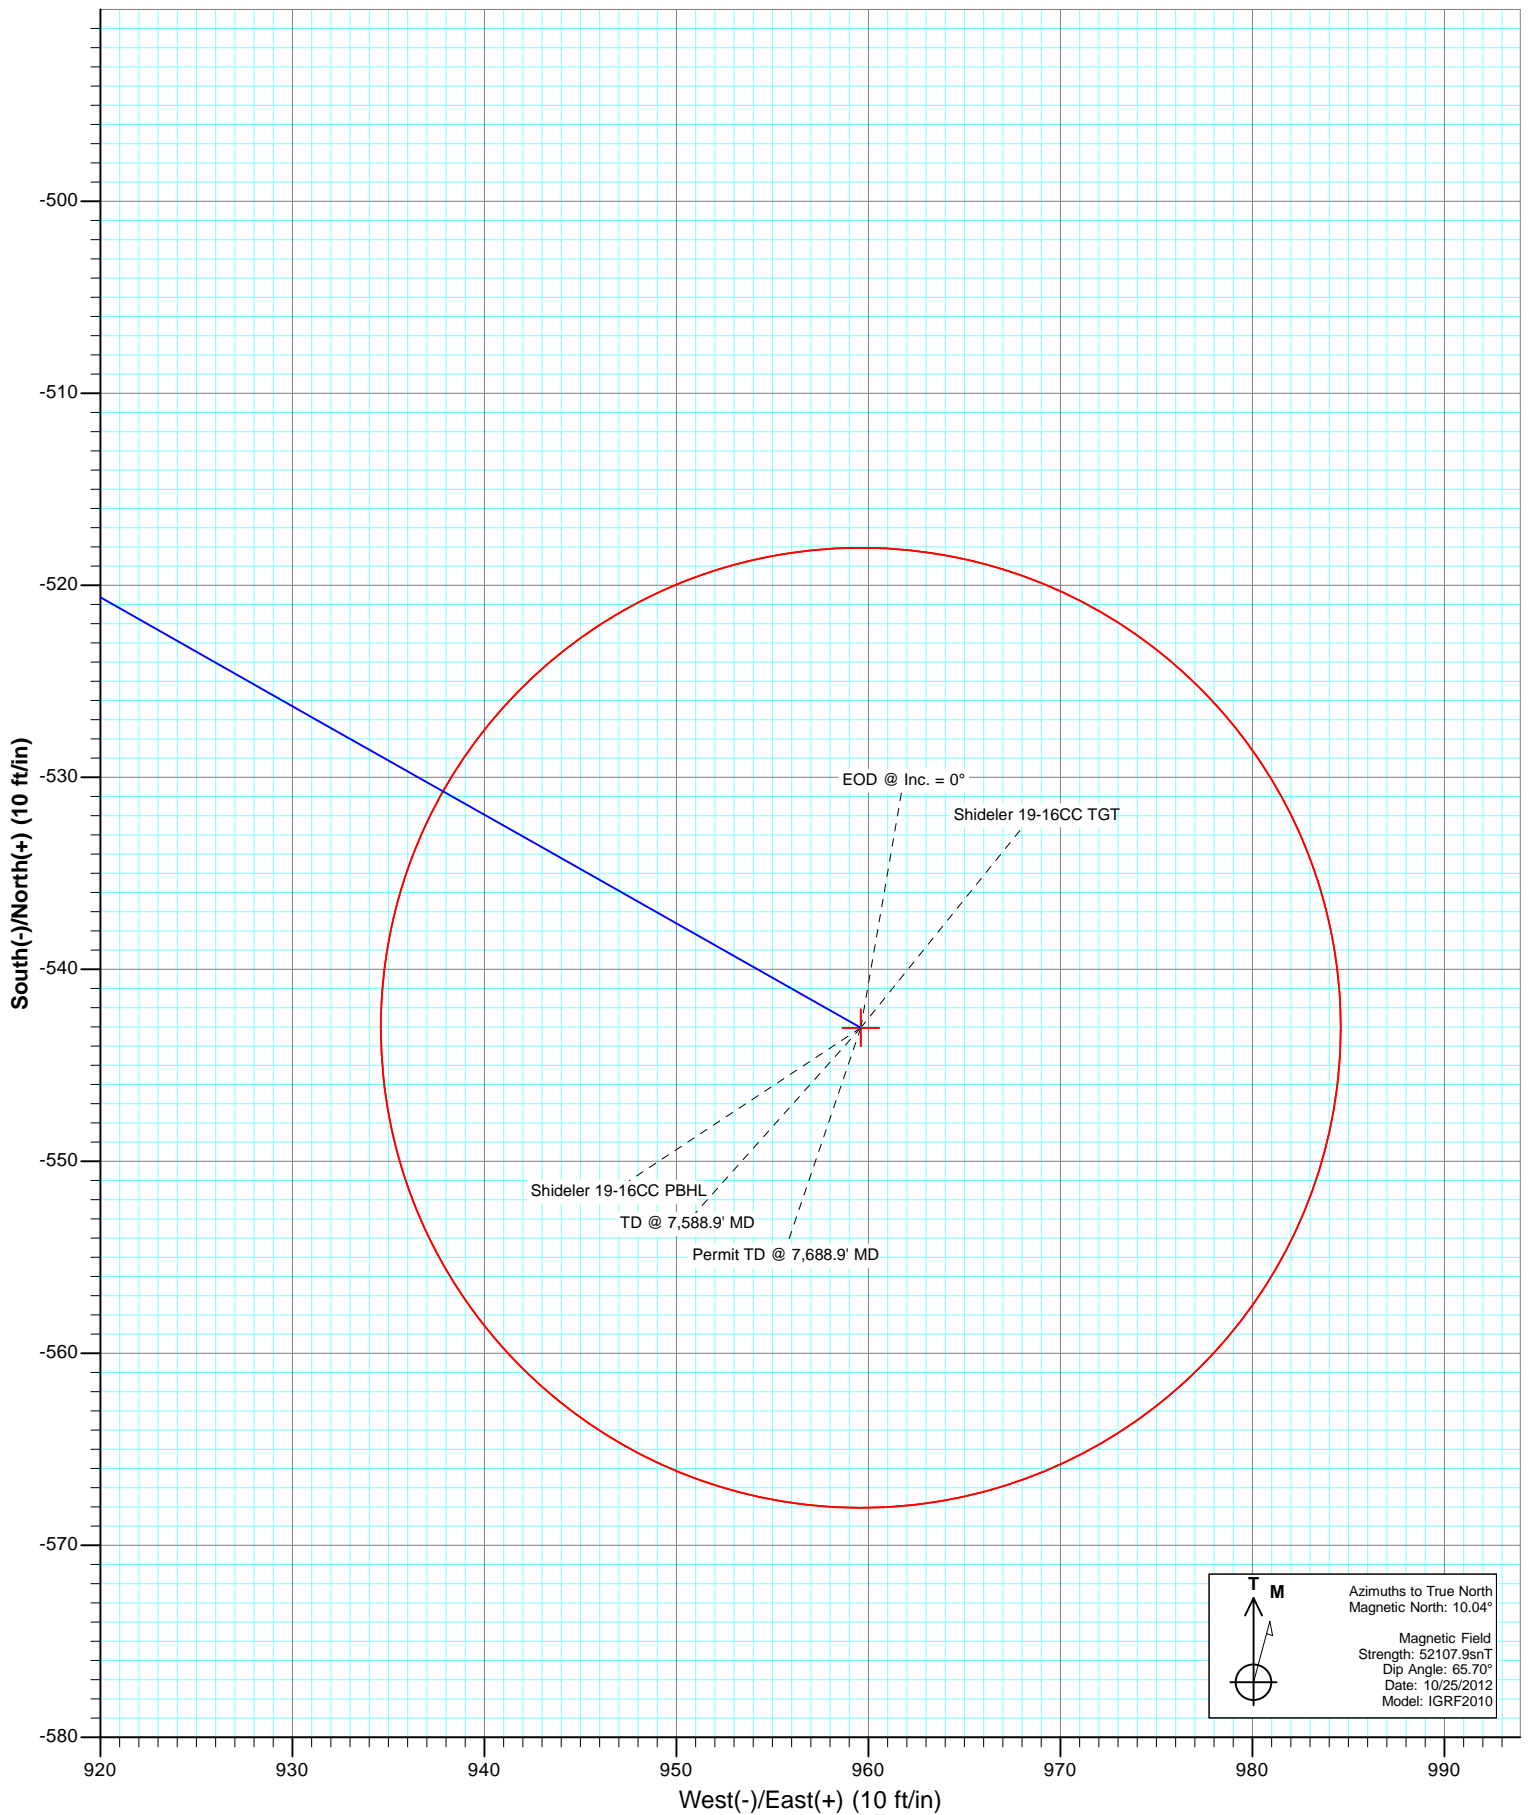 -500
-510
-520
-530
-540
-550
-560
-570
-580
South(-)/North(+) (10 ft/in)
EOD @ Inc. = 0°
Shideler 19-16CC TGT
Shideler 19-16CC PBHL
TD @ 7,588.9' MD
Permit TD @ 7,688.9' MD
T
M
Azimuths to True North
Magnetic North: 10.04°
Magnetic Field
Strength: 52107.9snT
Dip Angle: 65.70°
Date: 10/25/2012
Model: IGRF2010
920 930 940 950 960 970 980 990
West(-)/East(+) (10 ft/in)